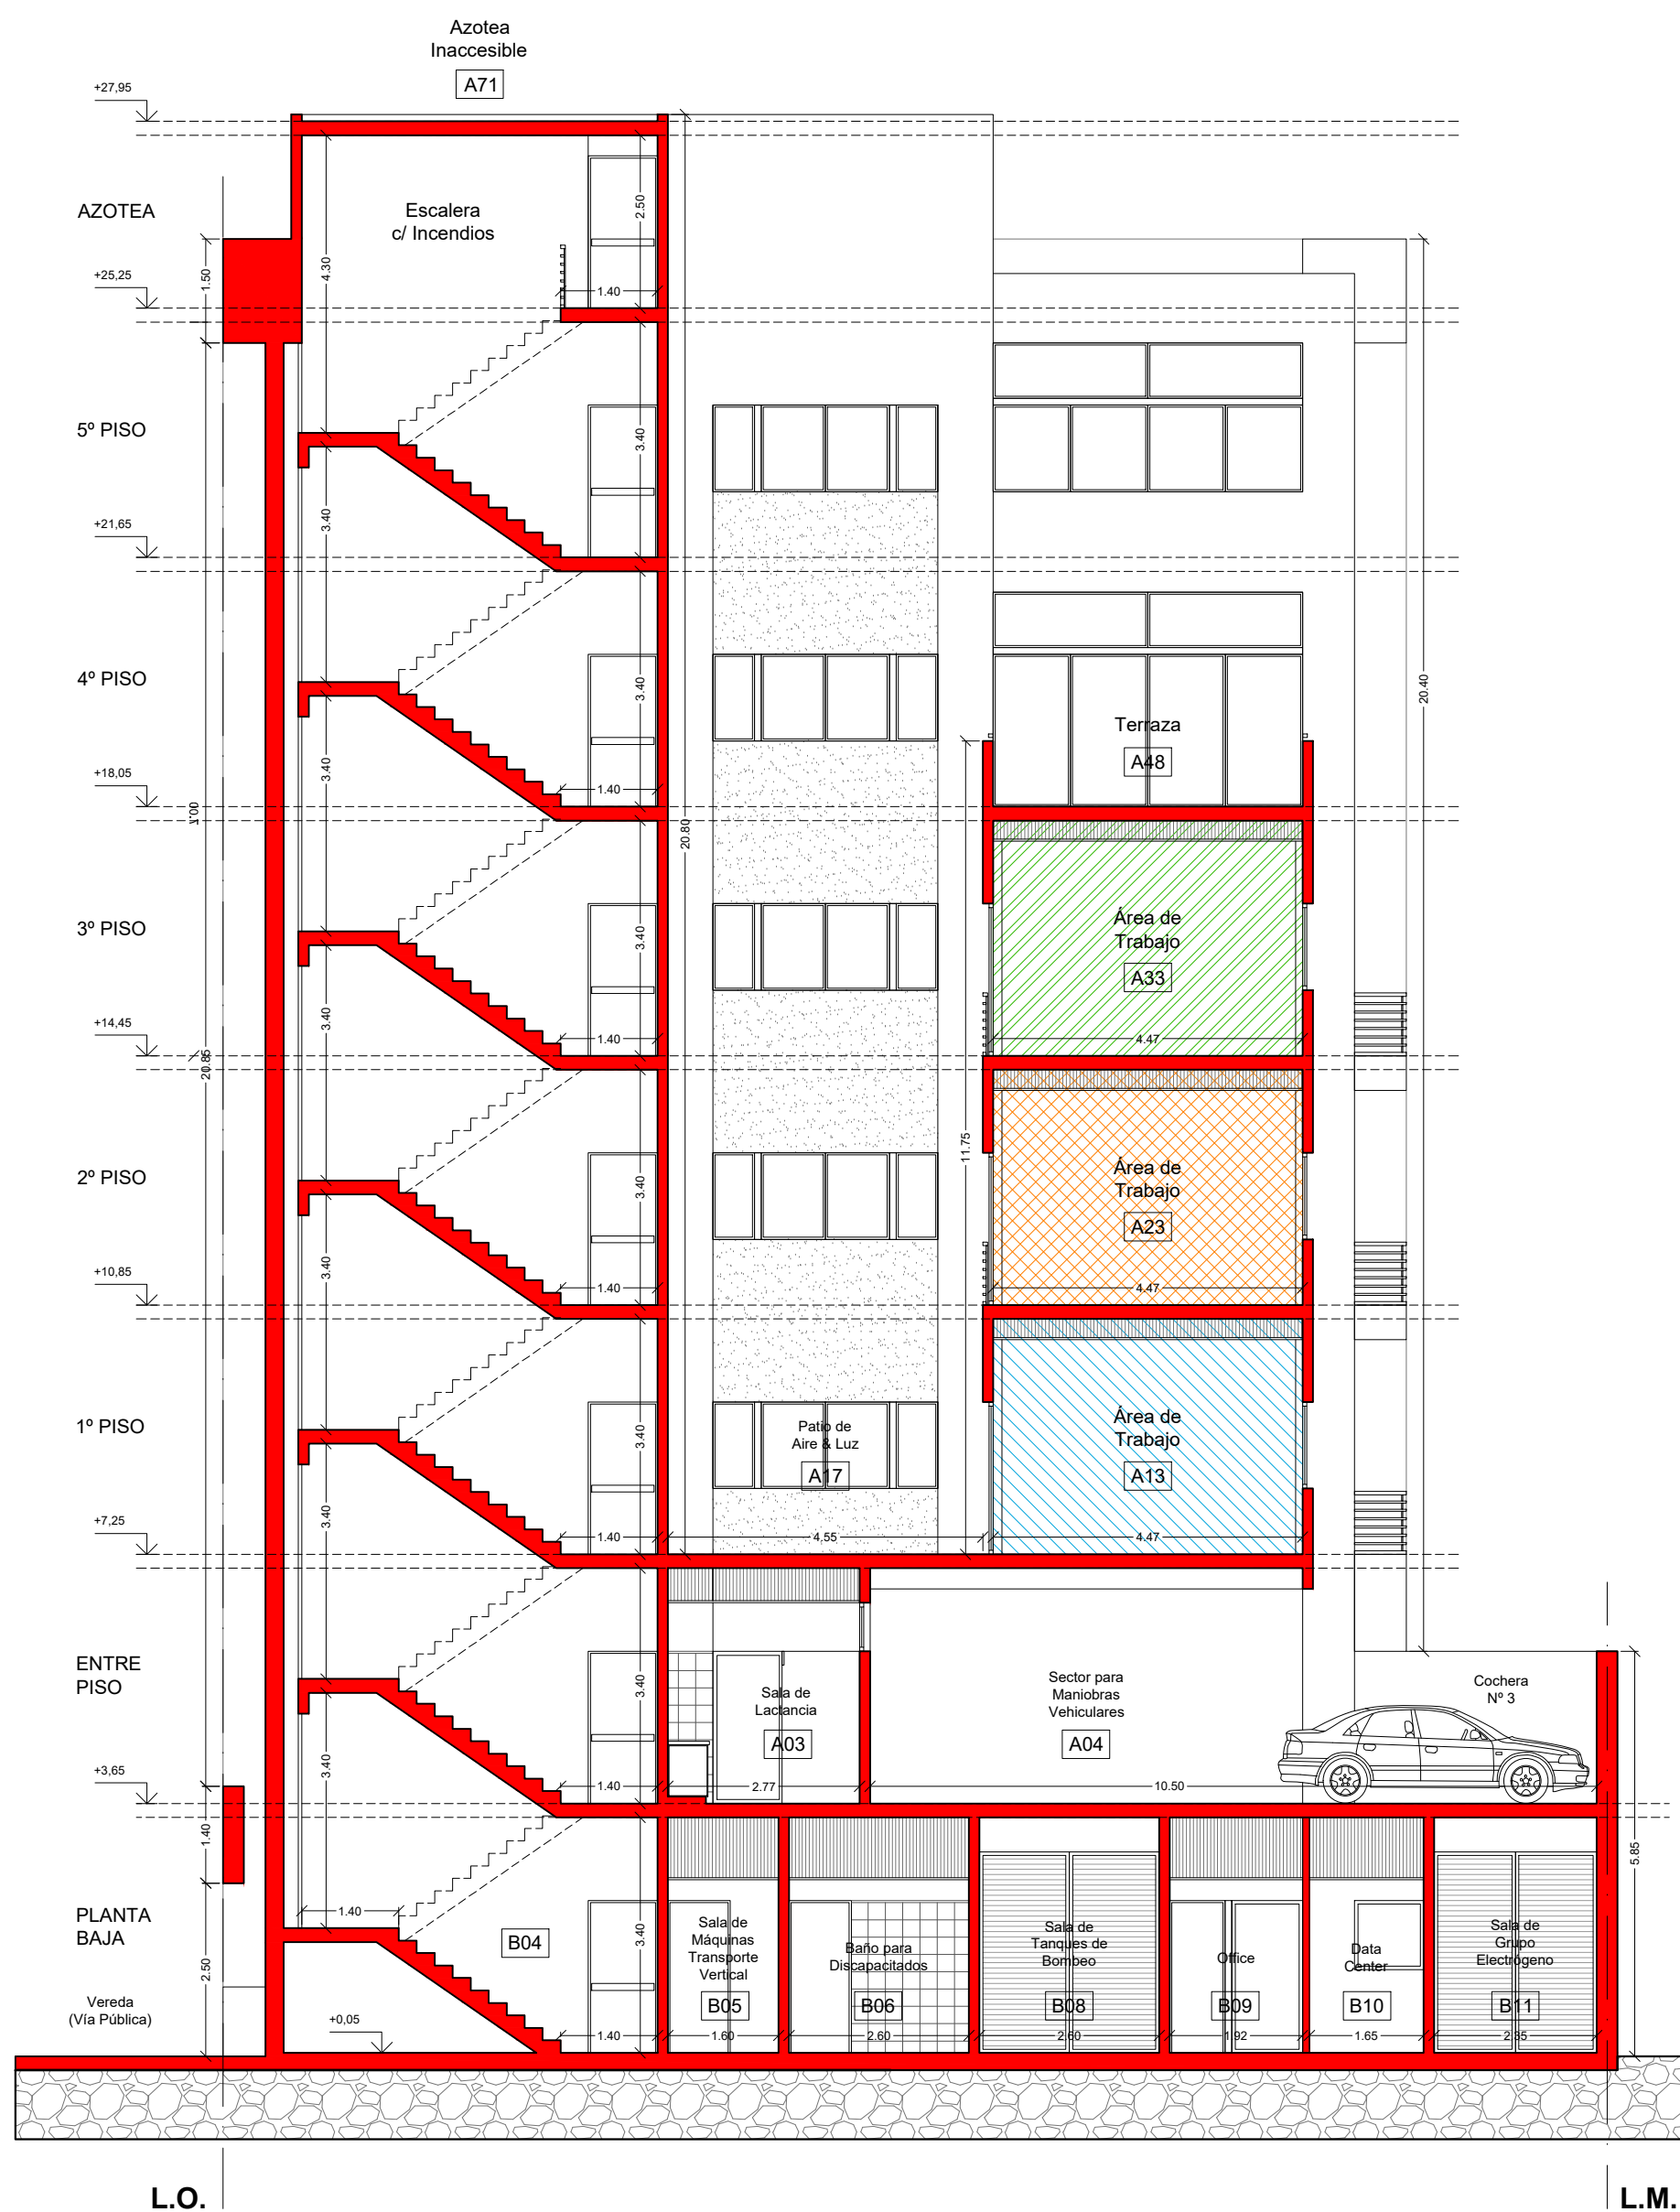 Azotea
Inaccesible
A71
+27,95
AZOTEA
Escalera
c/ Incendios
2.50
4.30
1.50
+25,25
1.40
5º PISO
3.40
3.40
+21,65
4º PISO
3.40
3.40
20.40
Terraza
A48
+18,05
1.40
1.00
20.80
3º PISO
3.40
3.40
Área de
Trabajo
A33
+14,45
1.40
4.47
20.85
2º PISO
3.40
3.40
11.75
Área de
Trabajo
A23
+10,85
1.40
4.47
1º PISO
3.40
3.40
Patio de
Aire & Luz
A17
Área de
Trabajo
A13
+7,25
1.40
4.55
4.47
ENTRE
PISO
3.40
3.40
Sala de
Lactancia
A03
Sector para
Maniobras
Vehiculares
A04
Cochera
Nº 3
+3,65
1.40
2.77
10.50
1.40
5.85
PLANTA
BAJA
1.40
B04
3.40
2.50
Sala de
Máquinas
Transporte
Vertical
B05
Baño para
Discapacitados
B06
Sala de
Tanques de
Bombeo
B08
Office
B09
Data
Center
B10
Sala de
Grupo
Electrógeno
B11
Vereda
(Vía Pública)
+0,05
1.40
1.60
2.60
2.60
1.92
1.65
2.35
L.O.
L.M.